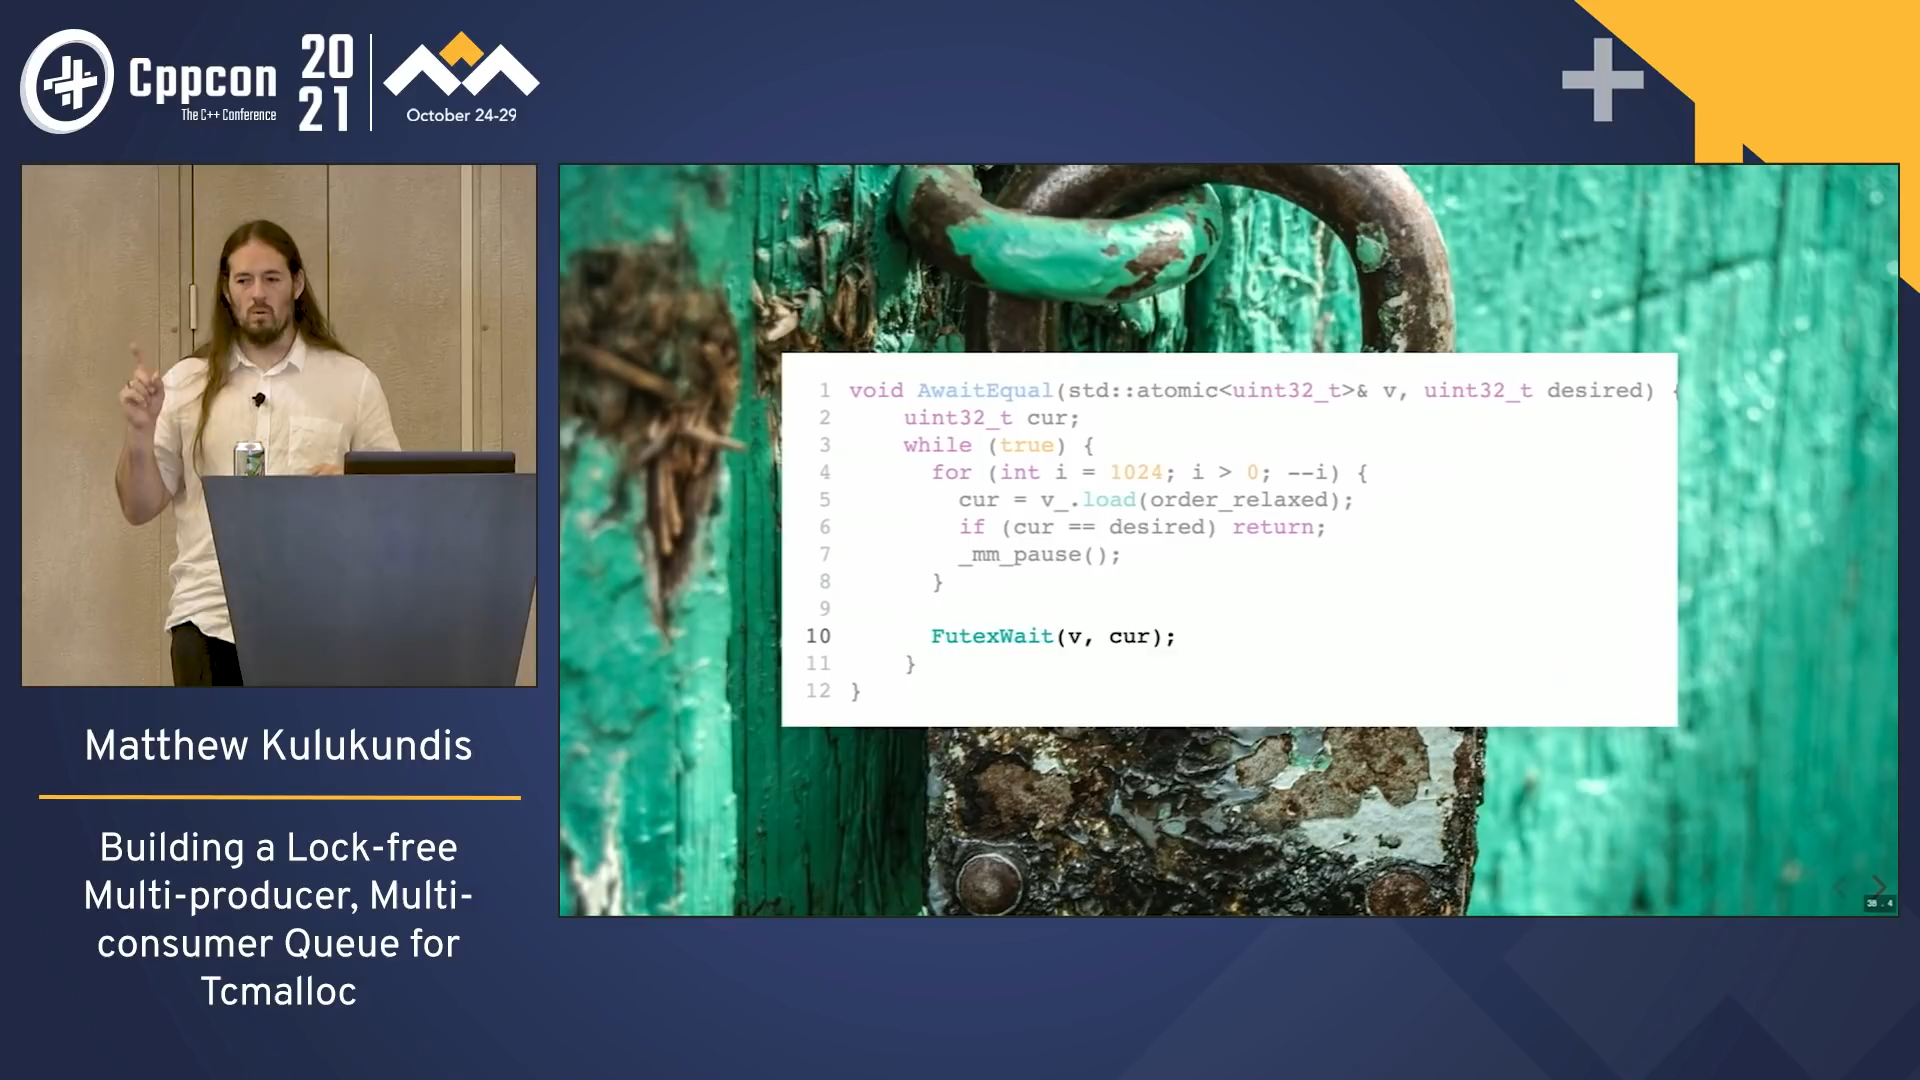 Cppcon
The C++ Conference
20
21
October 24-29
1 void AwaitEqual(std::atomic<uint32_t>& v, uint32_t desired) {
2 uint32_t cur;
3 while (true) {
4 for (int i = 1024; i > 0; --i) {
5 cur = v_.load(order_relaxed);
6 if (cur == desired) return;
7 _mm_pause();
8 }
9
10 FutexWait(v, cur);
11 }
12 }
38 . 4
Matthew Kulukundis
Building a Lock-free
Multi-producer, Multi-
consumer Queue for
Tcmalloc